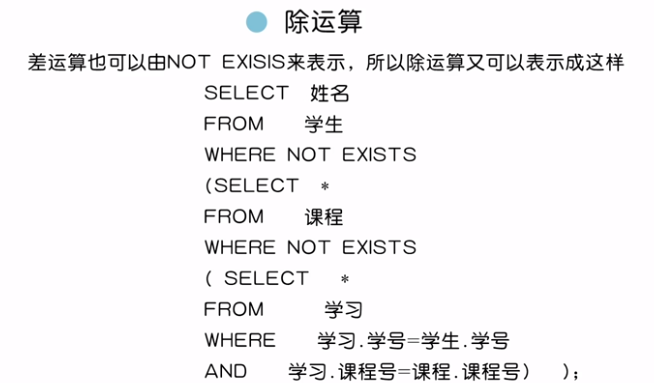 除运算
差运算也可以由NOT EXISIS来表示，所以除运算又可以表示成这样
SELECT 姓名
FROM 学生
WHERE NOT EXISTS
(SELECT *
FROM 课程
WHERE NOT EXISTS
( SELECT *
FROM 学习
WHERE 学习.学号=学生.学号
AND 学习.课程号=课程.课程号) );